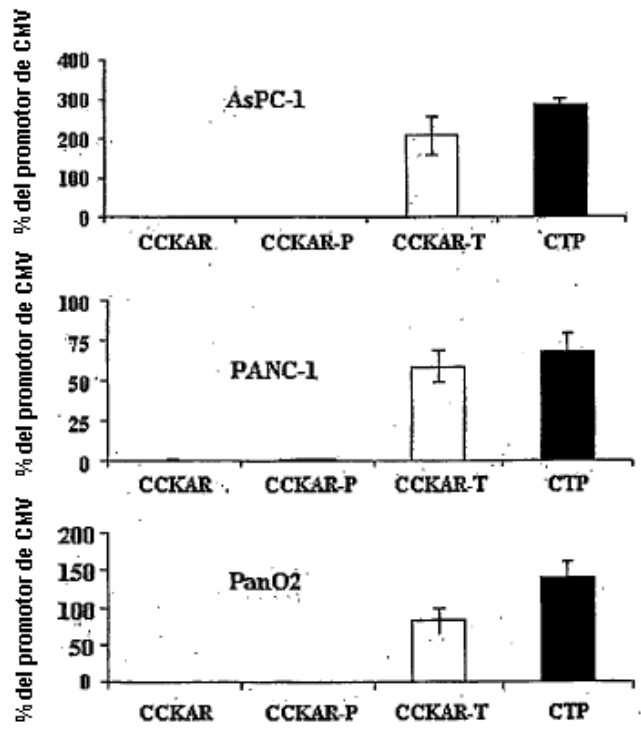 % del promotor de CMV
400
300
200
100
0
AsPC-1
CCKAR CCKAR-P CCKAR-T CTP
% del promotor de CMV
100
75
50
25
0
PANC-1
CCKAR CCKAR-P CCKAR-T CTP
% del promotor de CMV
200
150
100
50
0
PanO2
CCKAR CCKAR-P CCKAR-T CTP